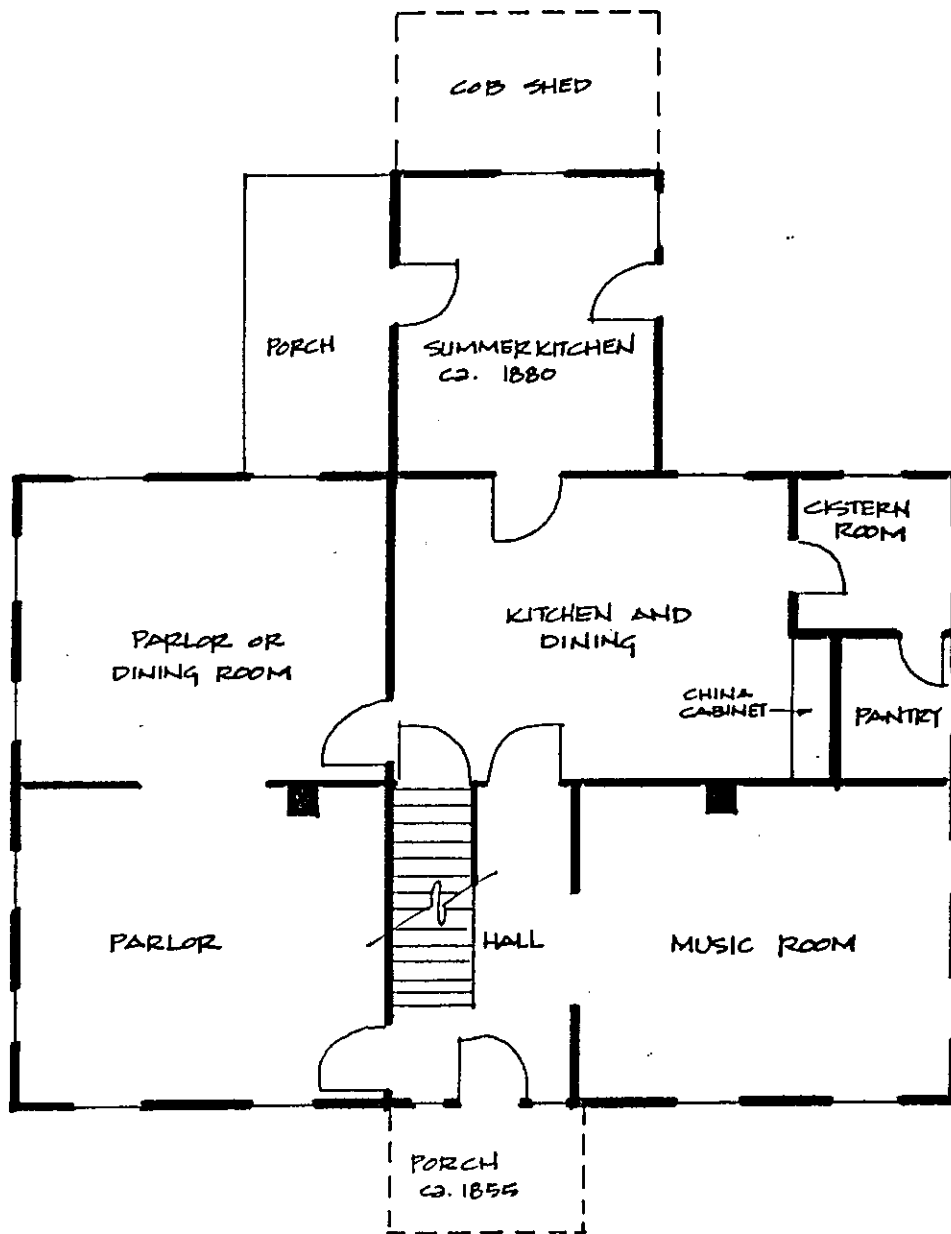 COB SHED
PORCH
SUMMER KITCHEN
ca. 1880
CISTERN
ROOM
PARLOR OR
DINING ROOM
KITCHEN AND
DINING
CHINA
CABINET
PANTRY
PARLOR
HALL
MUSIC ROOM
PORCH
ca. 1855